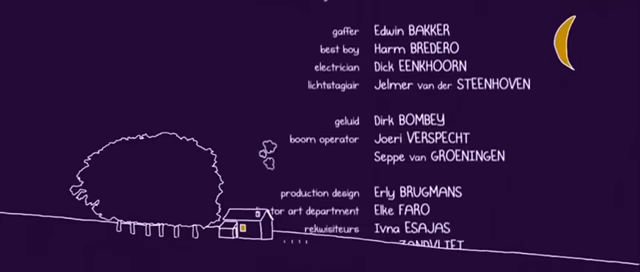 gaffer Edwin BAKKER
best boy Harm BREDERO
electrician Dick EENKHOORN
lichtstagiair Jelmer van der STEENHOVEN
geluid Dirk BOMBEY
boom operator Joeri VERSPECHT
Seppe van GROENINGEN
production design Erly BRUGMANS
art department Elke FARO
rekwisiteurs Ivna ESAJAS
ZANDVLIET